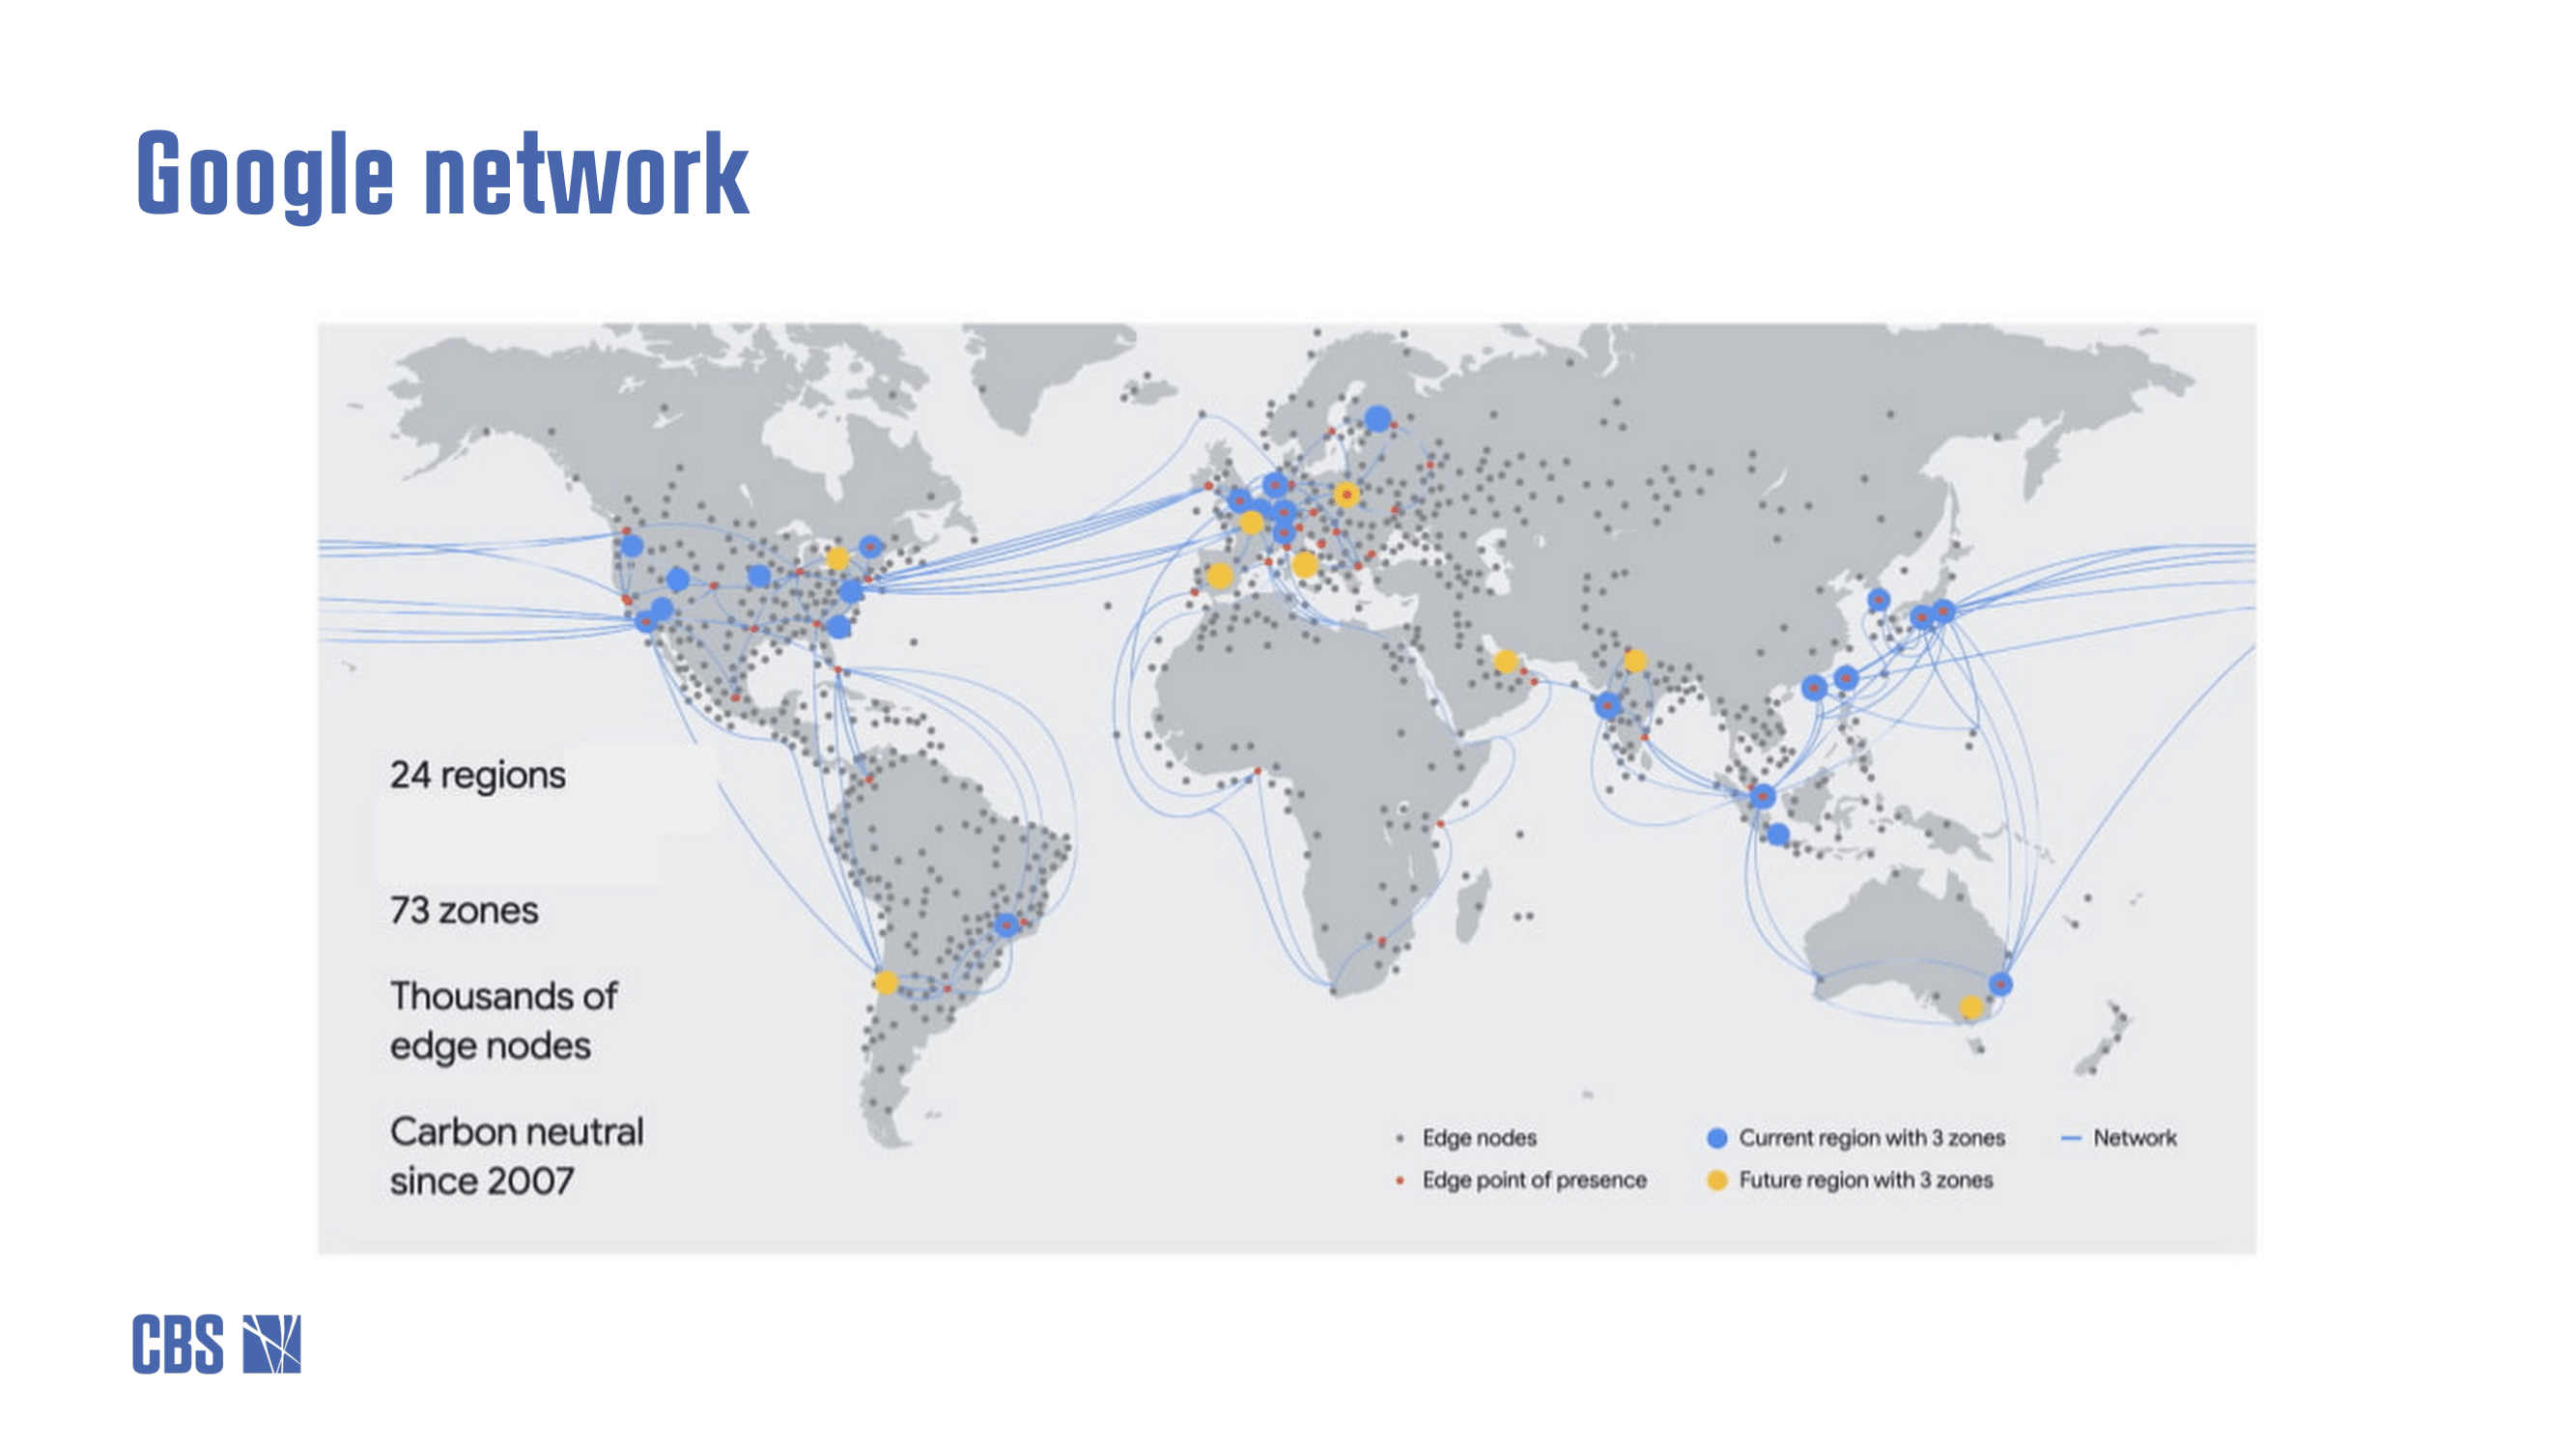 Google network
24 regions
73 zones
Thousands of
edge nodes
Carbon neutral
since 2007
Edge nodes
Current region with 3 zones
Network
Edge point of presence
Future region with 3 zones
CBS